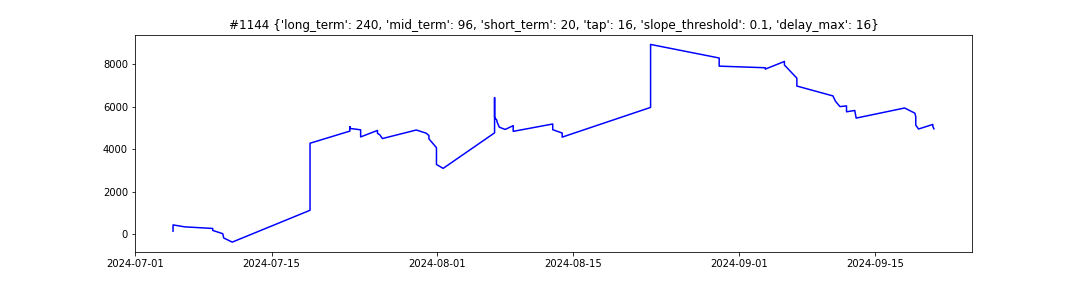 #1144 {'long_term': 240, 'mid_term': 96, 'short_term': 20, 'tap': 16, 'slope_threshold': 0.1, 'delay_max': 16}
8000
6000
4000
2000
0
2024-07-01 2024-07-15 2024-08-01 2024-08-15 2024-09-01 2024-09-15